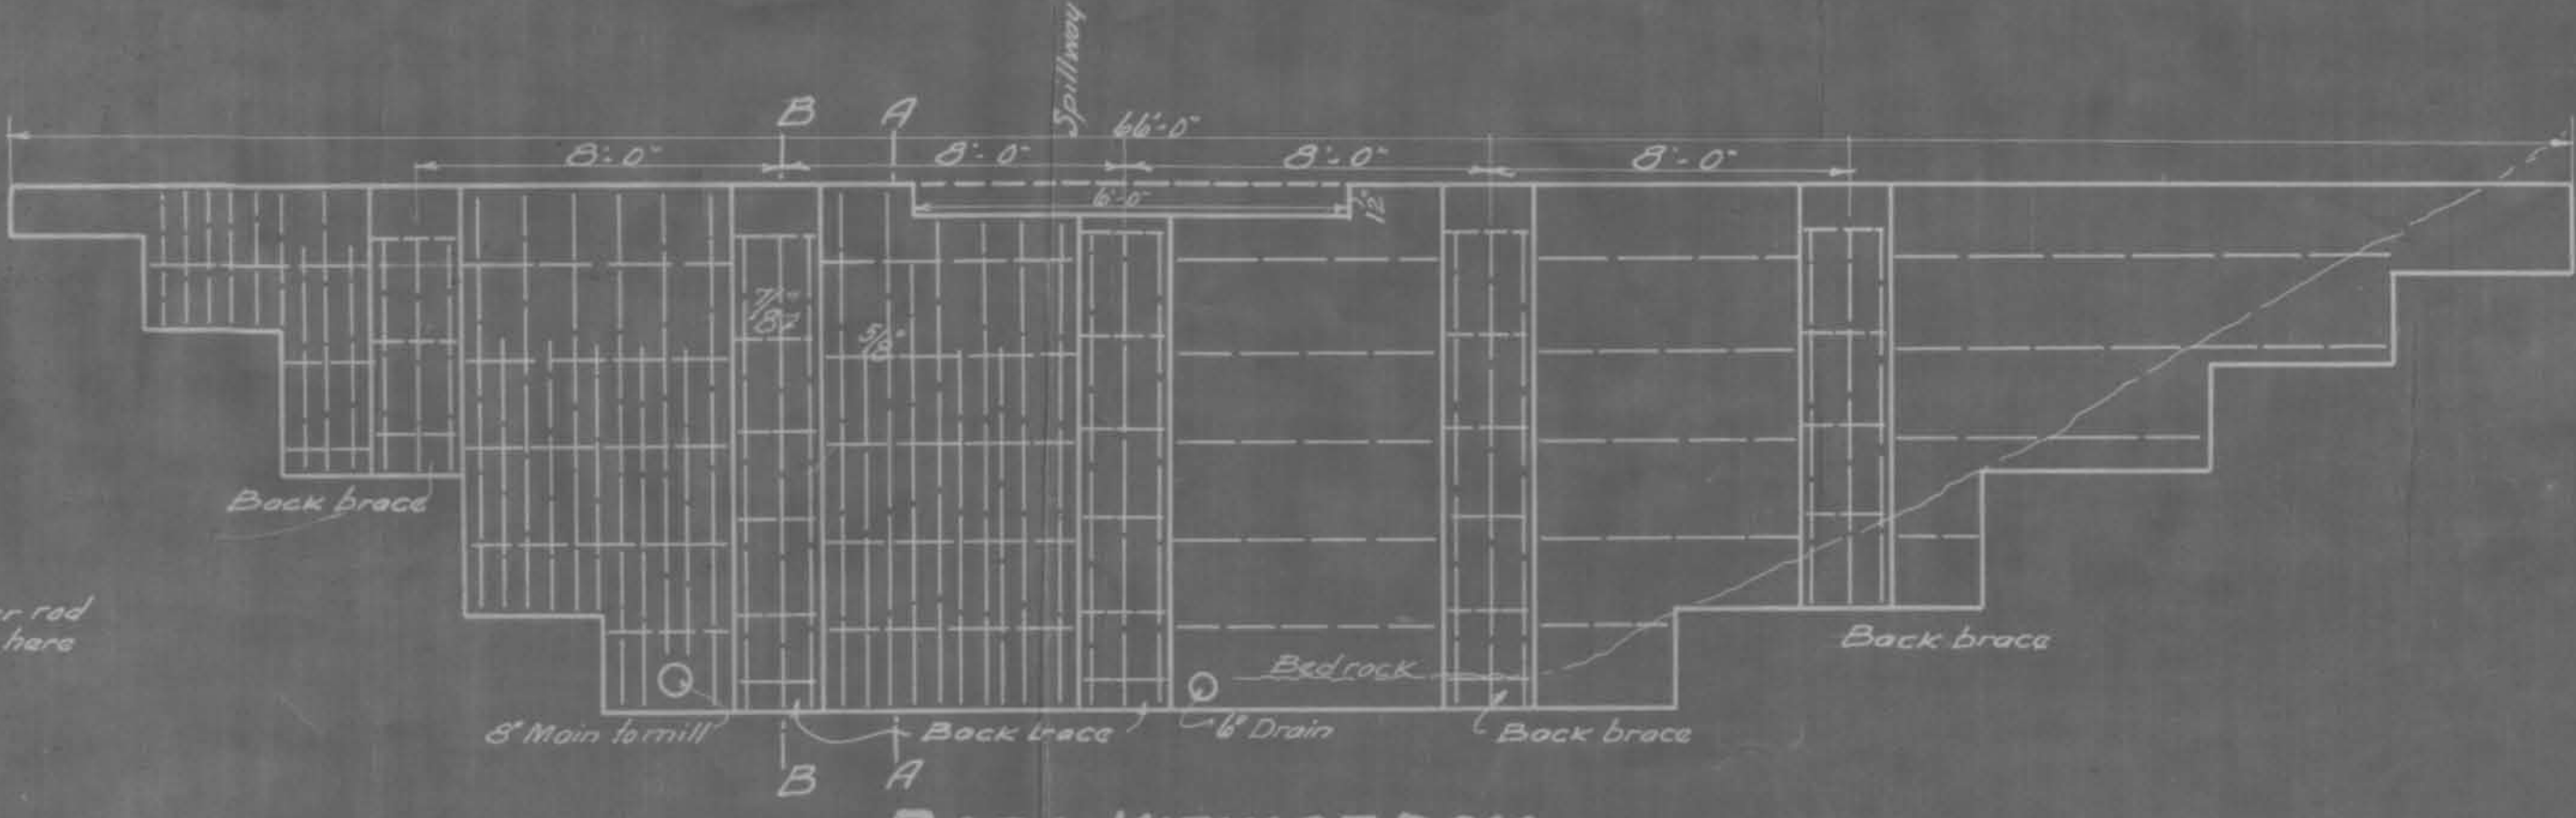 Spillway
B
A
66'-0"
8'-0"
8'-0"
8'-0"
8'-0"
6'-0"
12"
7/8"
5/8"
Back brace
rod
here
Bedrock
Back brace
8" Main to mill
Back brace
6" Drain
Back brace
B
A